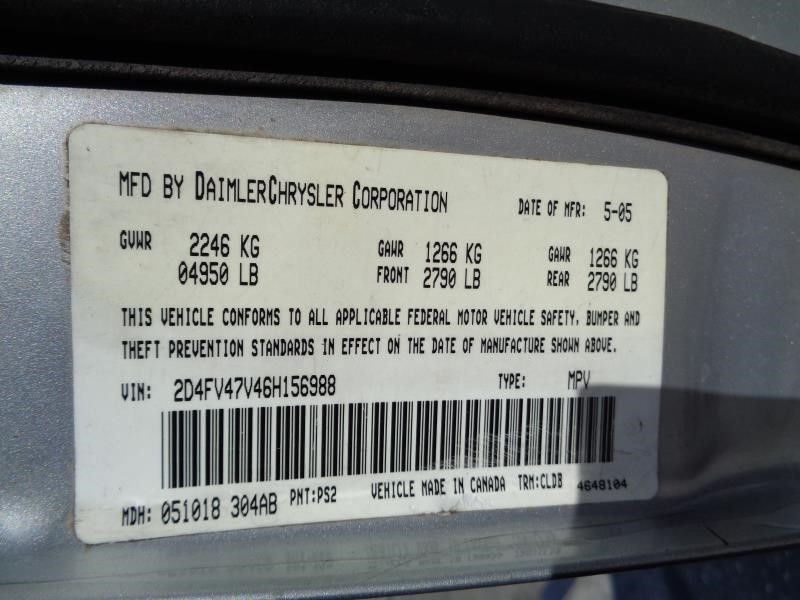 MFD BY DAIMLERCHRYSLER CORPORATION DATE OF MFR: 5-05
GVWR 2246 KG GAWR 1266 KG GAWR 1266 KG
04950 LB FRONT 2790 LB REAR 2790 LB
THIS VEHICLE CONFORMS TO ALL APPLICABLE FEDERAL MOTOR VEHICLE SAFETY, BUMPER AND
THEFT PREVENTION STANDARDS IN EFFECT ON THE DATE OF MANUFACTURE SHOWN ABOVE.
VIN: 2D4FV47V46H156988 TYPE: MPV
MDH: 051018 304AB PNT:PS2 VEHICLE MADE IN CANADA TRM:CLDB 4648104